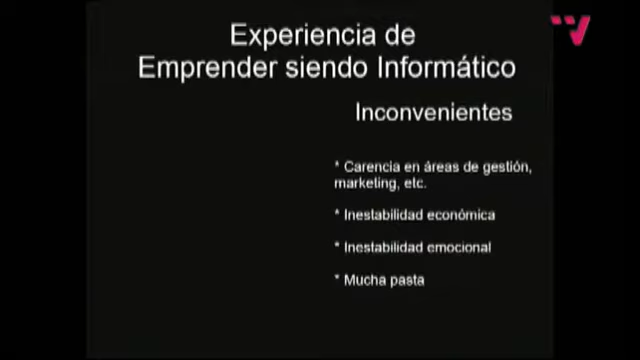 Experiencia de
Emprender siendo Informático
Inconvenientes
* Carencia en áreas de gestión,
marketing, etc.
* Inestabilidad económica
* Inestabilidad emocional
* Mucha pasta